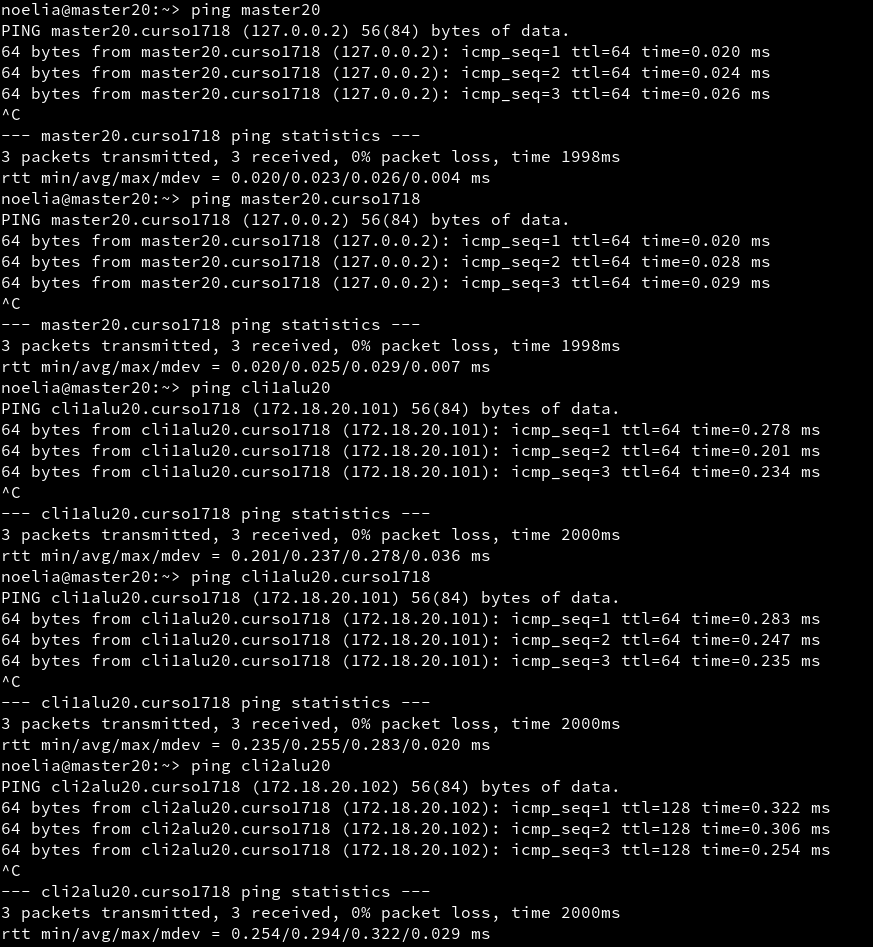 noelia@master20:~> ping master20
PING master20.curso1718 (127.0.0.2) 56(84) bytes of data.
64 bytes from master20.curso1718 (127.0.0.2): icmp_seq=1 ttl=64 time=0.020 ms
64 bytes from master20.curso1718 (127.0.0.2): icmp_seq=2 ttl=64 time=0.024 ms
64 bytes from master20.curso1718 (127.0.0.2): icmp_seq=3 ttl=64 time=0.026 ms
^C
--- master20.curso1718 ping statistics ---
3 packets transmitted, 3 received, 0% packet loss, time 1998ms
rtt min/avg/max/mdev = 0.020/0.023/0.026/0.004 ms
noelia@master20:~> ping master20.curso1718
PING master20.curso1718 (127.0.0.2) 56(84) bytes of data.
64 bytes from master20.curso1718 (127.0.0.2): icmp_seq=1 ttl=64 time=0.020 ms
64 bytes from master20.curso1718 (127.0.0.2): icmp_seq=2 ttl=64 time=0.028 ms
64 bytes from master20.curso1718 (127.0.0.2): icmp_seq=3 ttl=64 time=0.029 ms
^C
--- master20.curso1718 ping statistics ---
3 packets transmitted, 3 received, 0% packet loss, time 1998ms
rtt min/avg/max/mdev = 0.020/0.025/0.029/0.007 ms
noelia@master20:~> ping cli1alu20
PING cli1alu20.curso1718 (172.18.20.101) 56(84) bytes of data.
64 bytes from cli1alu20.curso1718 (172.18.20.101): icmp_seq=1 ttl=64 time=0.278 ms
64 bytes from cli1alu20.curso1718 (172.18.20.101): icmp_seq=2 ttl=64 time=0.201 ms
64 bytes from cli1alu20.curso1718 (172.18.20.101): icmp_seq=3 ttl=64 time=0.234 ms
^C
--- cli1alu20.curso1718 ping statistics ---
3 packets transmitted, 3 received, 0% packet loss, time 2000ms
rtt min/avg/max/mdev = 0.201/0.237/0.278/0.036 ms
noelia@master20:~> ping cli1alu20.curso1718
PING cli1alu20.curso1718 (172.18.20.101) 56(84) bytes of data.
64 bytes from cli1alu20.curso1718 (172.18.20.101): icmp_seq=1 ttl=64 time=0.283 ms
64 bytes from cli1alu20.curso1718 (172.18.20.101): icmp_seq=2 ttl=64 time=0.247 ms
64 bytes from cli1alu20.curso1718 (172.18.20.101): icmp_seq=3 ttl=64 time=0.235 ms
^C
--- cli1alu20.curso1718 ping statistics ---
3 packets transmitted, 3 received, 0% packet loss, time 2000ms
rtt min/avg/max/mdev = 0.235/0.255/0.283/0.020 ms
noelia@master20:~> ping cli2alu20
PING cli2alu20.curso1718 (172.18.20.102) 56(84) bytes of data.
64 bytes from cli2alu20.curso1718 (172.18.20.102): icmp_seq=1 ttl=128 time=0.322 ms
64 bytes from cli2alu20.curso1718 (172.18.20.102): icmp_seq=2 ttl=128 time=0.306 ms
64 bytes from cli2alu20.curso1718 (172.18.20.102): icmp_seq=3 ttl=128 time=0.254 ms
^C
--- cli2alu20.curso1718 ping statistics ---
3 packets transmitted, 3 received, 0% packet loss, time 2000ms
rtt min/avg/max/mdev = 0.254/0.294/0.322/0.029 ms